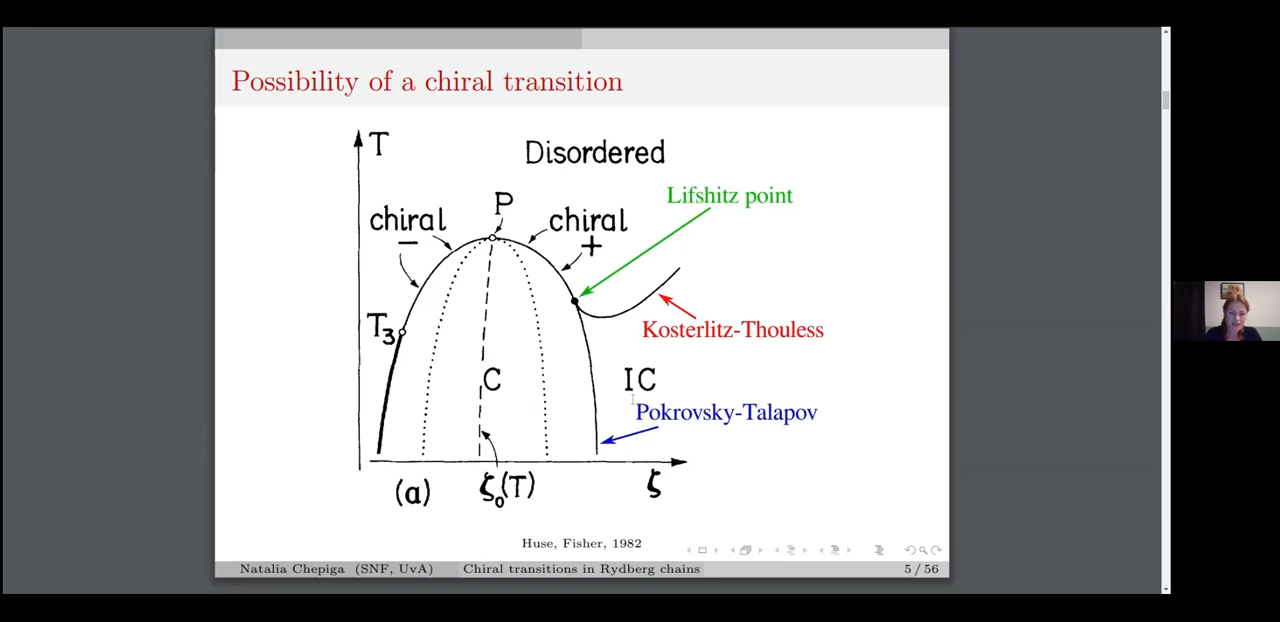 Possibility of a chiral transition
T
Disordered
Lifshitz point
P
chiral
−
chiral
+
T₃
Kosterlitz-Thouless
C
IC
Pokrovsky-Talapov
(a)
ζ₀(T)
ζ
Huse, Fisher, 1982
Natalia Chepiga (SNF, UvA)
Chiral transitions in Rydberg chains
5 / 56